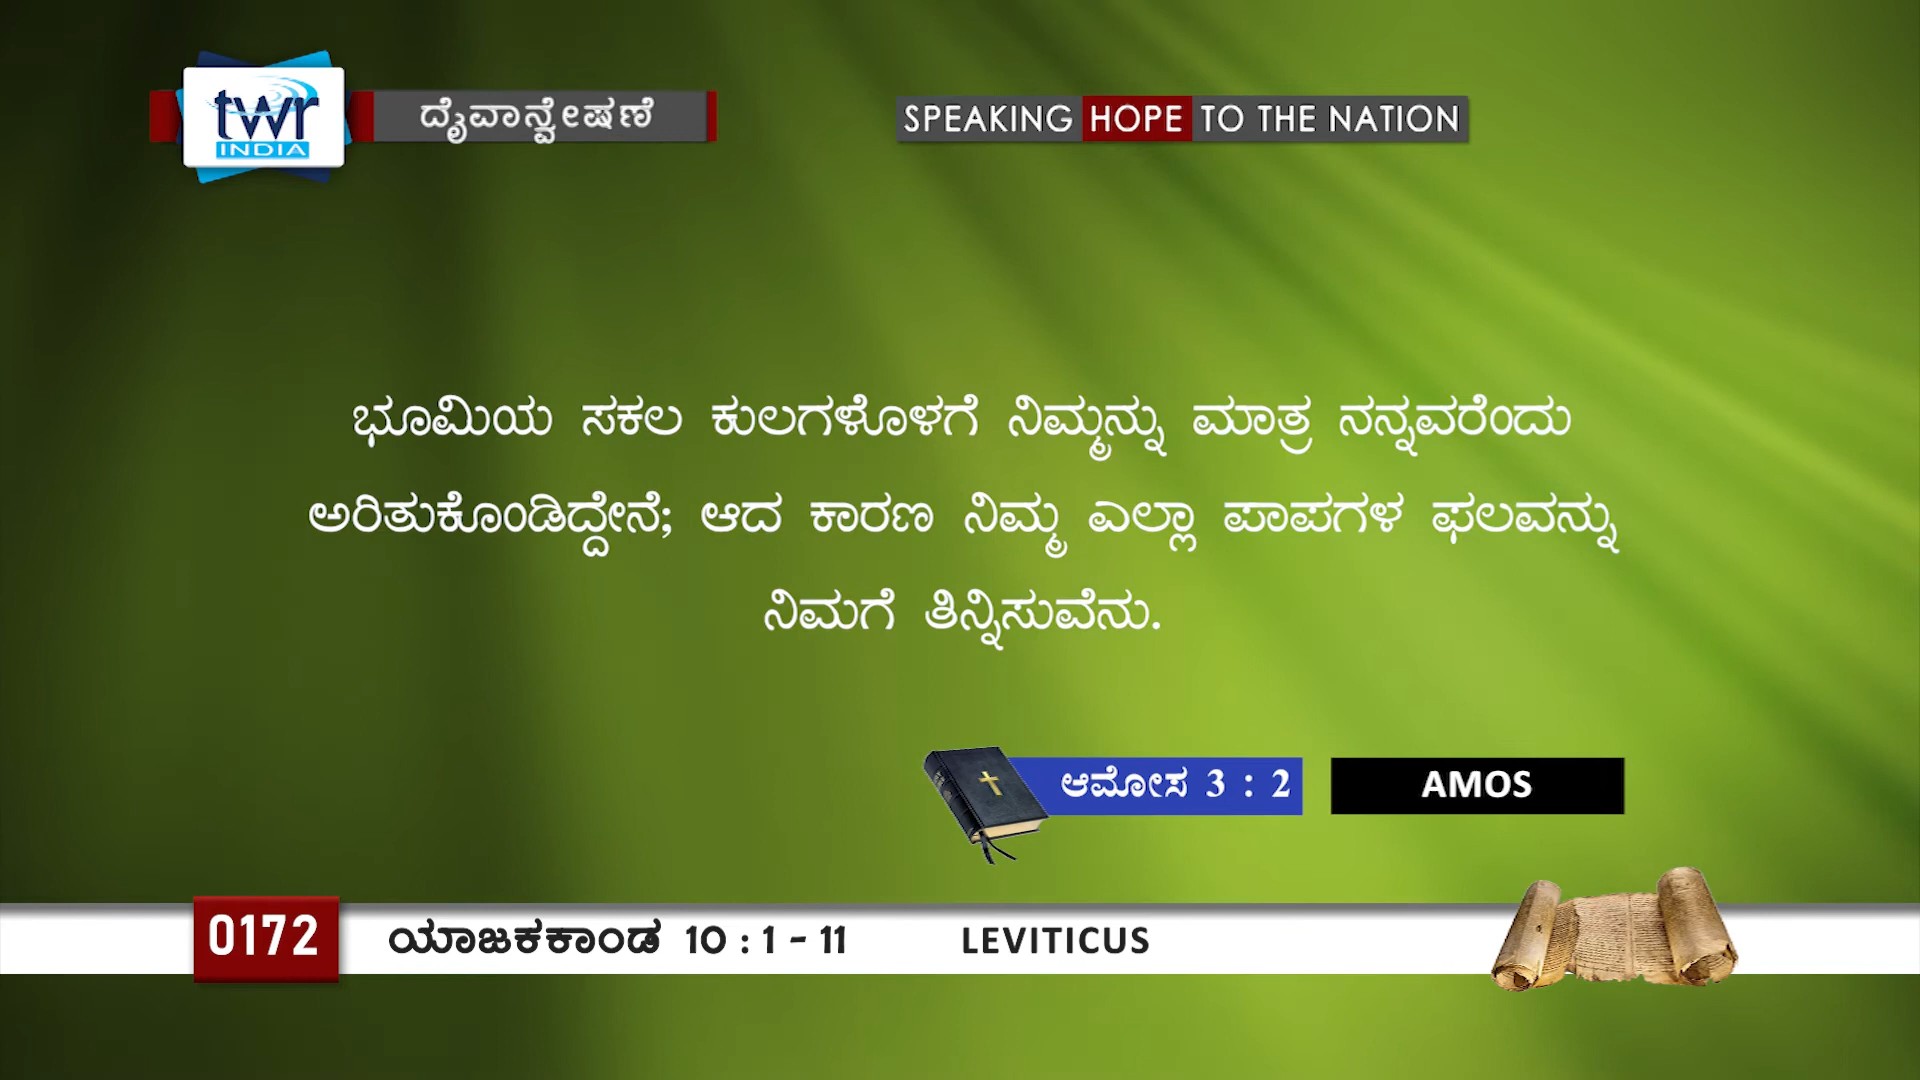 twr
INDIA
ದೈವಾನ್ವೇಷಣೆ
SPEAKING HOPE TO THE NATION
ಭೂಮಿಯ ಸಕಲ ಕುಲಗಳೊಳಗೆ ನಿಮ್ಮನ್ನು ಮಾತ್ರ ನನ್ನವರೆಂದು
ಅರಿತುಕೊಂಡಿದ್ದೇನೆ; ಆದ ಕಾರಣ ನಿಮ್ಮ ಎಲ್ಲಾ ಪಾಪಗಳ ಫಲವನ್ನು
ನಿಮಗೆ ತಿನ್ನಿಸುವೆನು.
ಆಮೋಸ 3 : 2
AMOS
0172
ಯಾಜಕಕಾಂಡ 10 : 1 - 11
LEVITICUS